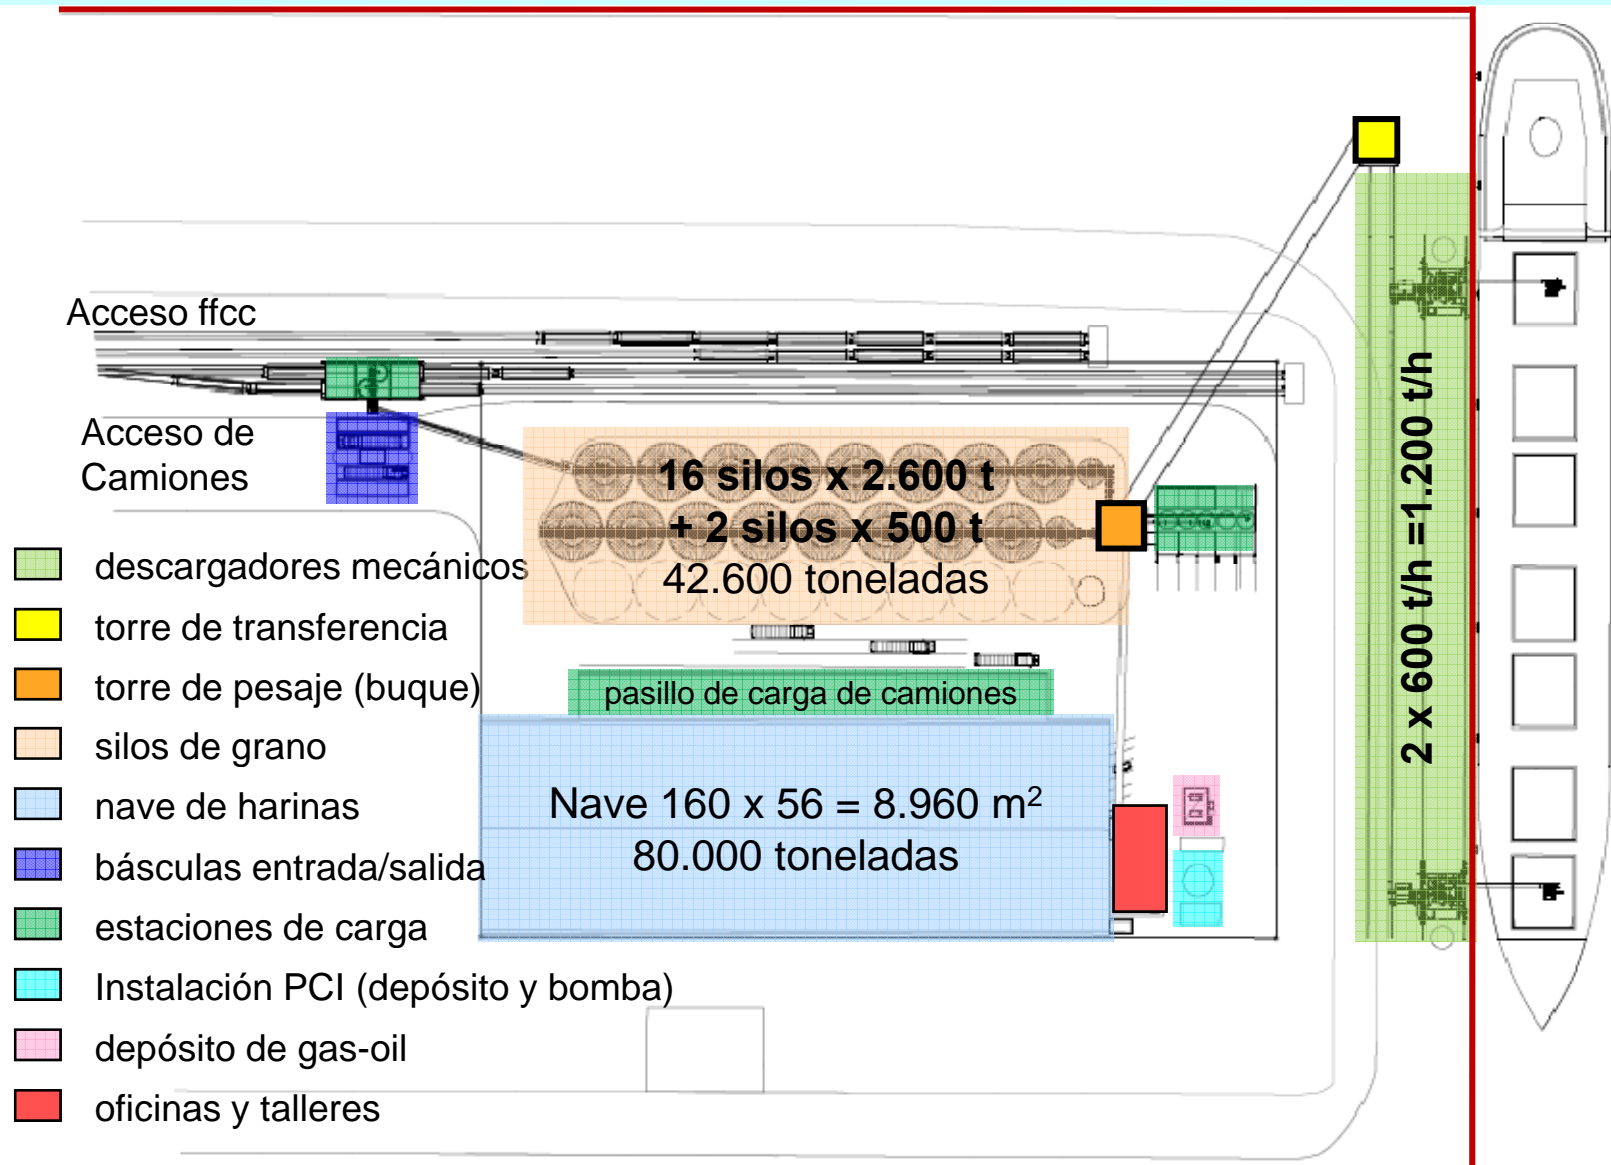 Acceso ffcc
Acceso de
Camiones
16 silos x 2.600 t
+ 2 silos x 500 t
42.600 toneladas
pasillo de carga de camiones
Nave 160 x 56 = 8.960 m²
80.000 toneladas
2 x 600 t/h =1.200 t/h
descargadores mecánicos
torre de transferencia
torre de pesaje (buque)
silos de grano
nave de harinas
básculas entrada/salida
estaciones de carga
Instalación PCI (depósito y bomba)
depósito de gas-oil
oficinas y talleres